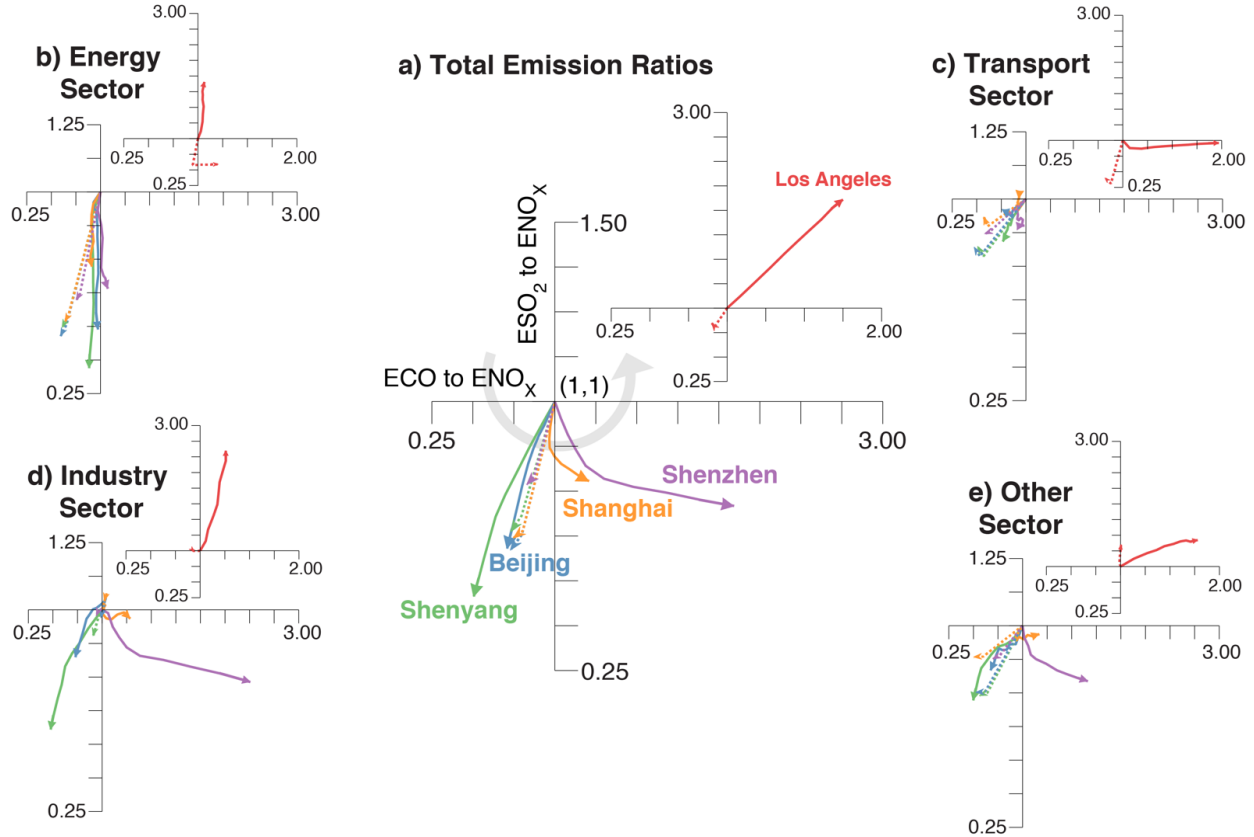 b) Energy
Sector
3.00
1.25
0.25
2.00
0.25
0.25
3.00
0.25
a) Total Emission Ratios
3.00
Los Angeles
1.50
ESO₂ to ENOₓ
0.25
2.00
0.25
ECO to ENOₓ
(1,1)
0.25
3.00
Shenzhen
Shanghai
Beijing
Shenyang
0.25
c) Transport
Sector
3.00
1.25
0.25
2.00
0.25
0.25
3.00
0.25
d) Industry
Sector
3.00
1.25
0.25
2.00
0.25
0.25
3.00
0.25
e) Other
Sector
3.00
1.25
0.25
2.00
0.25
0.25
3.00
0.25